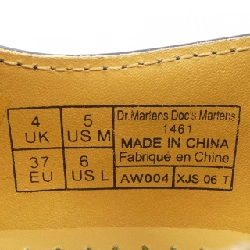 4 UK
5 US M
37 EU
6 US L
Dr.Martens Doc's Martens
1461
MADE IN CHINA
Fabriqué en Chine
AW004
XJS 06 T